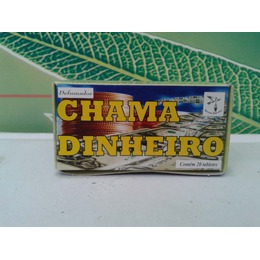 Defumador
CHAMA
DINHEIRO
Contém 20 tabletes